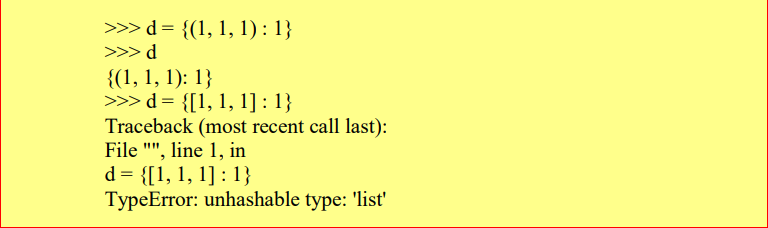 >>> d = {(1, 1, 1) : 1}
>>> d
{(1, 1, 1): 1}
>>> d = {[1, 1, 1] : 1}
Traceback (most recent call last):
File "", line 1, in
d = {[1, 1, 1] : 1}
TypeError: unhashable type: 'list'